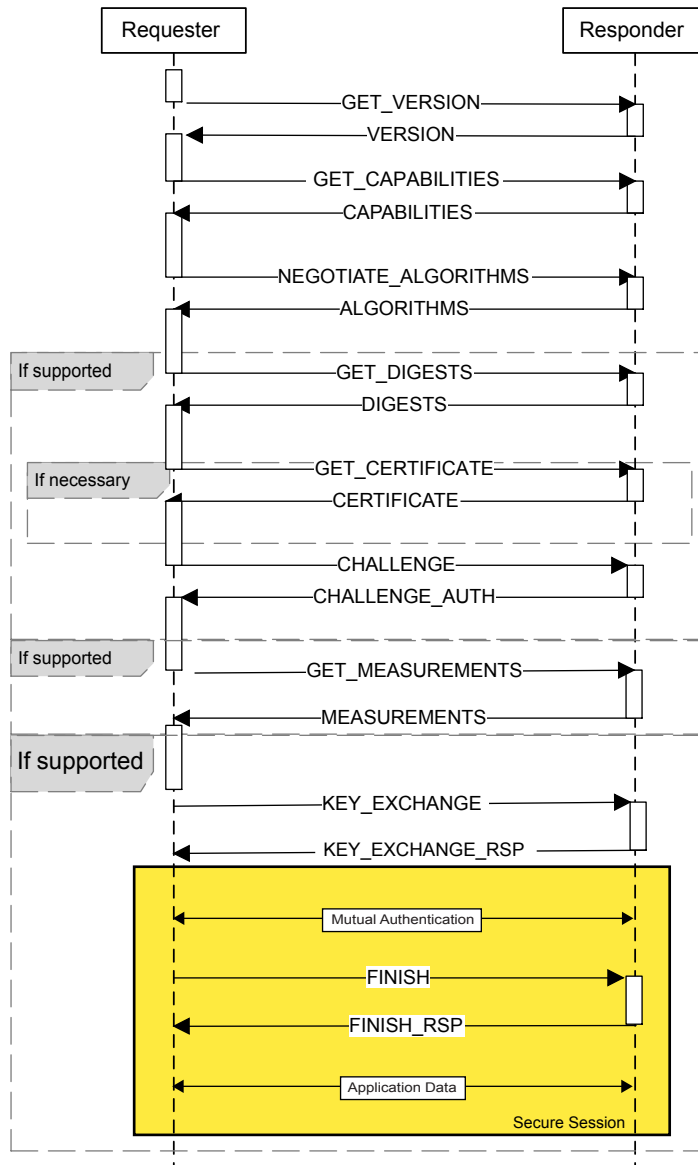 Requester
Responder
GET_VERSION
VERSION
GET_CAPABILITIES
CAPABILITIES
NEGOTIATE_ALGORITHMS
ALGORITHMS
If supported
GET_DIGESTS
DIGESTS
If necessary
GET_CERTIFICATE
CERTIFICATE
CHALLENGE
CHALLENGE_AUTH
If supported
GET_MEASUREMENTS
MEASUREMENTS
If supported
KEY_EXCHANGE
KEY_EXCHANGE_RSP
Mutual Authentication
FINISH
FINISH_RSP
Application Data
Secure Session